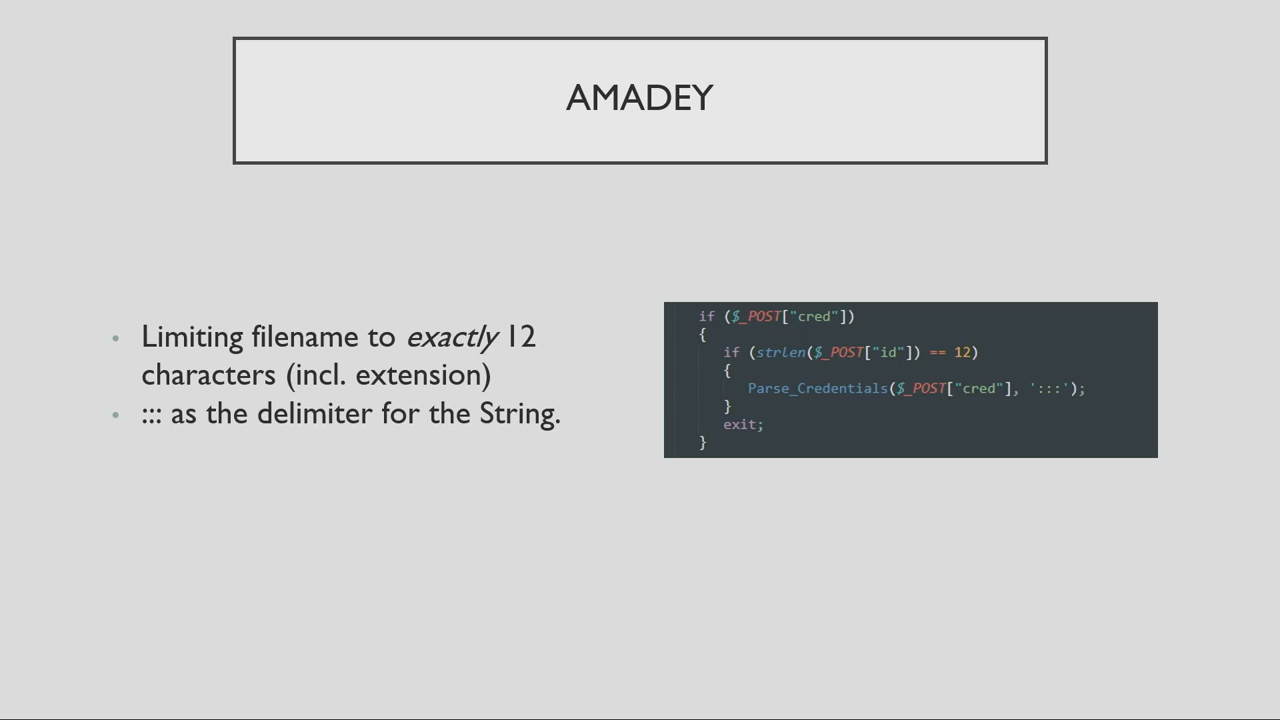 AMADEY
• Limiting filename to exactly 12
characters (incl. extension)
• ::: as the delimiter for the String.
if ($_POST["cred"])
{
if (strlen($_POST["id"]) == 12)
{
Parse_Credentials($_POST["cred"], ':::');
}
exit;
}